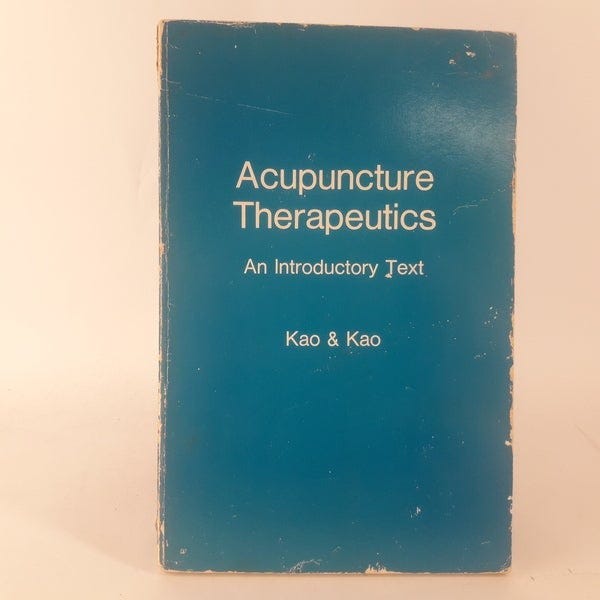 Acupuncture
Therapeutics
An Introductory Text
Kao & Kao